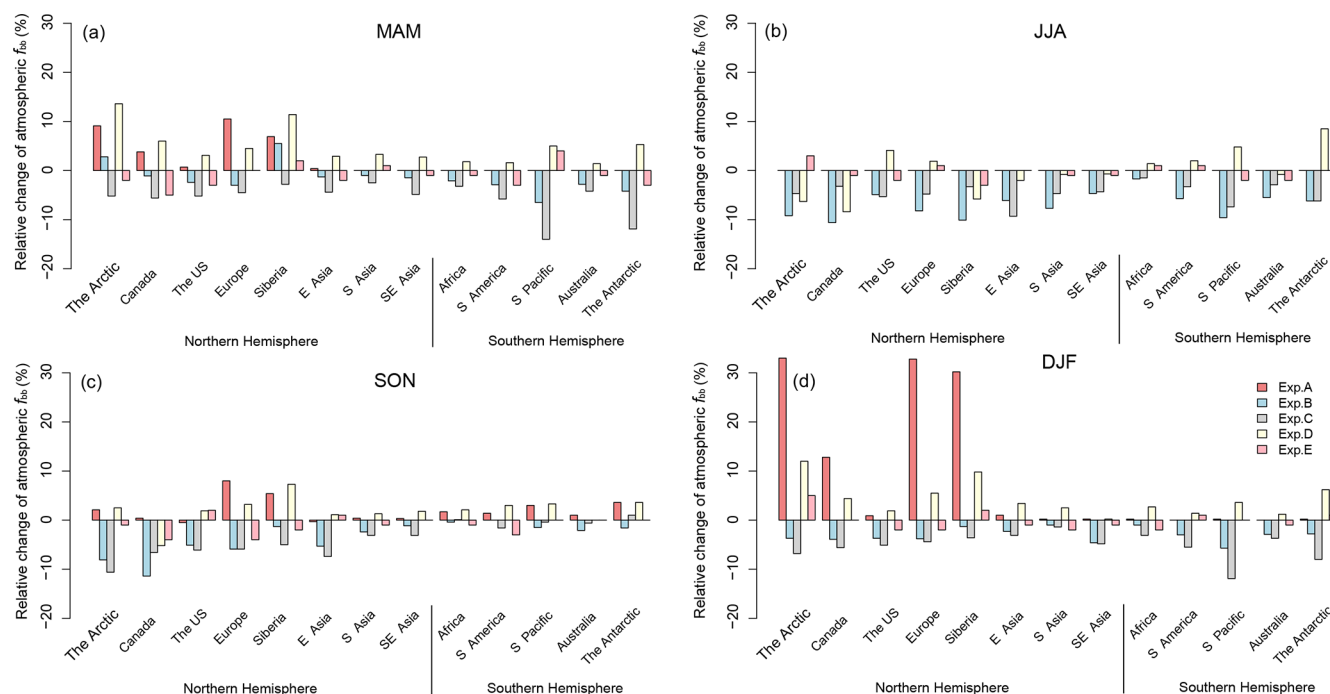 (a)
MAM
Relative change of atmospheric fbb (%)
30
20
10
0
−10
−20
The Arctic
Canada
The US
Europe
Siberia
E Asia
S Asia
SE Asia
Africa
S America
S Pacific
Australia
The Antarctic
Northern Hemisphere
Southern Hemisphere
(b)
JJA
Relative change of atmospheric fbb (%)
30
20
10
0
−10
−20
The Arctic
Canada
The US
Europe
Siberia
E Asia
S Asia
SE Asia
Africa
S America
S Pacific
Australia
The Antarctic
Northern Hemisphere
Southern Hemisphere
(c)
SON
Relative change of atmospheric fbb (%)
30
20
10
0
−10
−20
The Arctic
Canada
The US
Europe
Siberia
E Asia
S Asia
SE Asia
Africa
S America
S Pacific
Australia
The Antarctic
Northern Hemisphere
Southern Hemisphere
(d)
DJF
Relative change of atmospheric fbb (%)
30
20
10
0
−10
−20
Exp.A
Exp.B
Exp.C
Exp.D
Exp.E
The Arctic
Canada
The US
Europe
Siberia
E Asia
S Asia
SE Asia
Africa
S America
S Pacific
Australia
The Antarctic
Northern Hemisphere
Southern Hemisphere